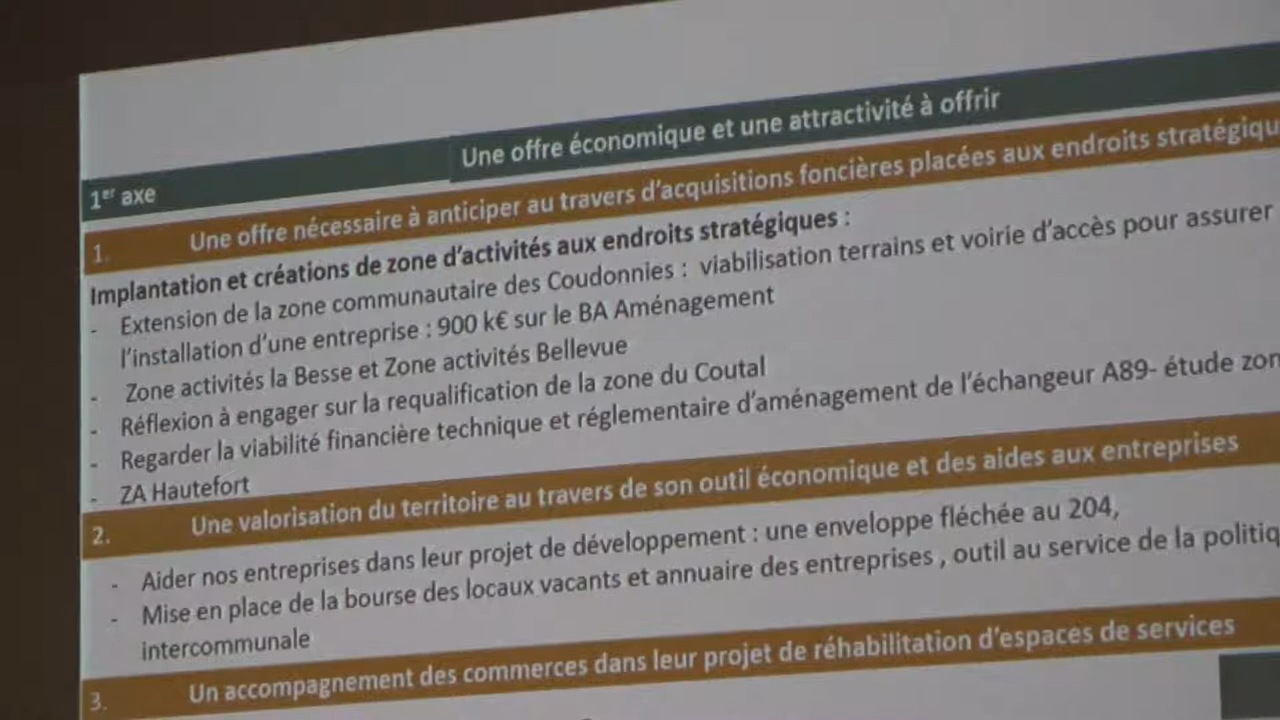 Une offre économique et une attractivité à offrir
1er axe
1. Une offre nécessaire à anticiper au travers d'acquisitions foncières placées aux endroits stratégiqu
Implantation et créations de zone d'activités aux endroits stratégiques :
- Extension de la zone communautaire des Coudonnies : viabilisation terrains et voirie d'accès pour assurer
l'installation d'une entreprise : 900 k€ sur le BA Aménagement
- Zone activités la Besse et Zone activités Bellevue
- Réflexion à engager sur la requalification de la zone du Coutal
- Regarder la viabilité financière technique et réglementaire d'aménagement de l'échangeur A89- étude zon
- ZA Hautefort
2. Une valorisation du territoire au travers de son outil économique et des aides aux entreprises
- Aider nos entreprises dans leur projet de développement : une enveloppe fléchée au 204,
- Mise en place de la bourse des locaux vacants et annuaire des entreprises , outil au service de la politiq
intercommunale
3. Un accompagnement des commerces dans leur projet de réhabilitation d'espaces de services